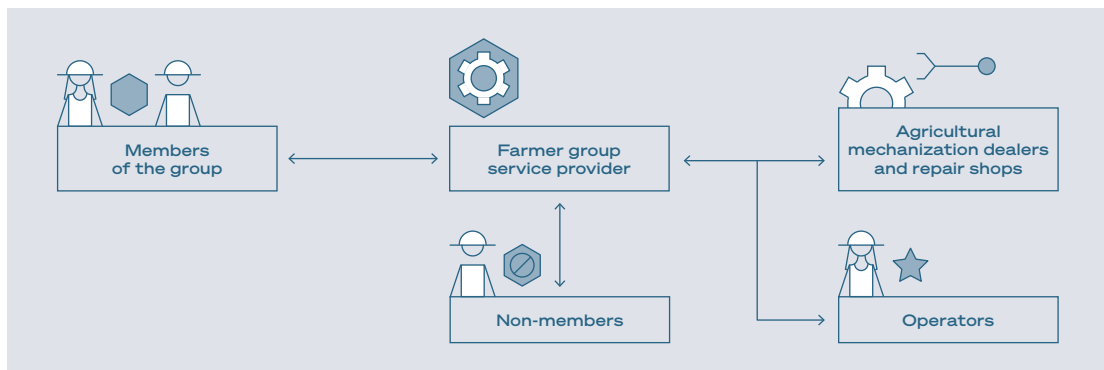 Members
of the group
Farmer group
service provider
Agricultural
mechanization dealers
and repair shops
Non-members
Operators